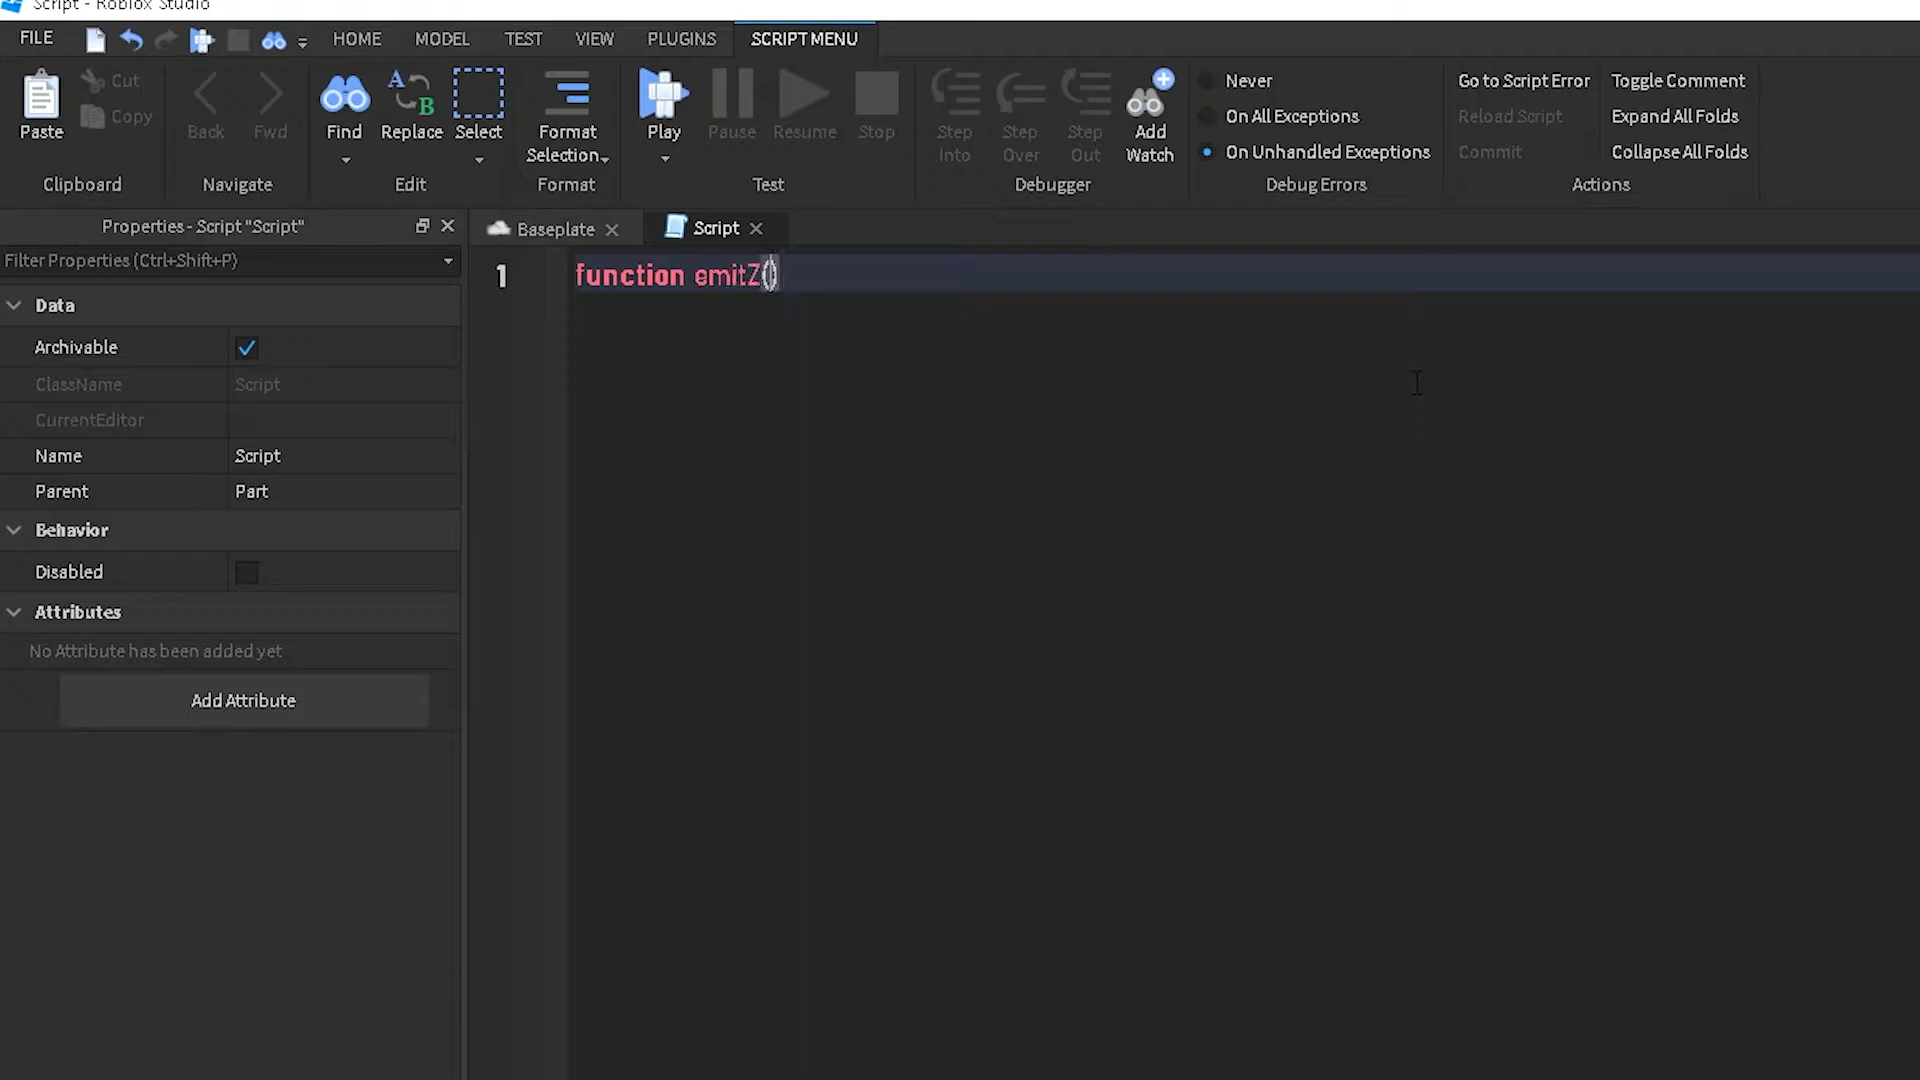 Script - Roblox Studio
FILE HOME MODEL TEST VIEW PLUGINS SCRIPT MENU
Paste
Cut
Copy
Clipboard
Back
Fwd
Navigate
Find
Replace
Select
Edit
Format
Selection
Format
Play
Pause
Resume
Stop
Test
Step
Into
Step
Over
Step
Out
Add
Watch
Debugger
Never
On All Exceptions
On Unhandled Exceptions
Debug Errors
Go to Script Error
Reload Script
Commit
Toggle Comment
Expand All Folds
Collapse All Folds
Actions
Properties - Script "Script"
Filter Properties (Ctrl+Shift+P)
Data
Archivable
ClassName Script
CurrentEditor
Name Script
Parent Part
Behavior
Disabled
Attributes
No Attribute has been added yet
Add Attribute
Baseplate
Script
1 function emitZ()